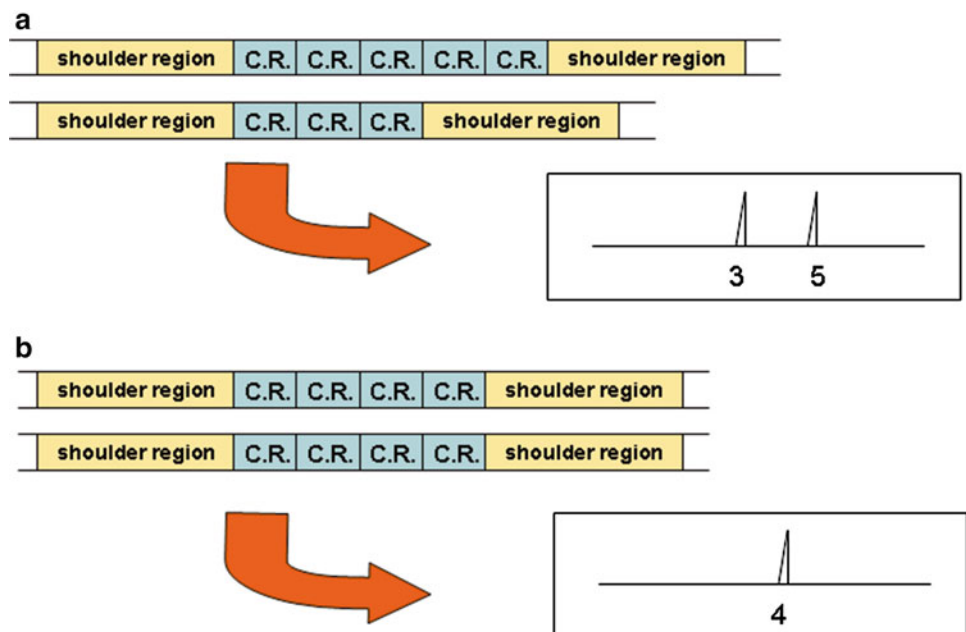 a
shoulder region C.R. C.R. C.R. C.R. C.R. shoulder region
shoulder region C.R. C.R. C.R. shoulder region
3 5
b
shoulder region C.R. C.R. C.R. C.R. shoulder region
shoulder region C.R. C.R. C.R. C.R. shoulder region
4